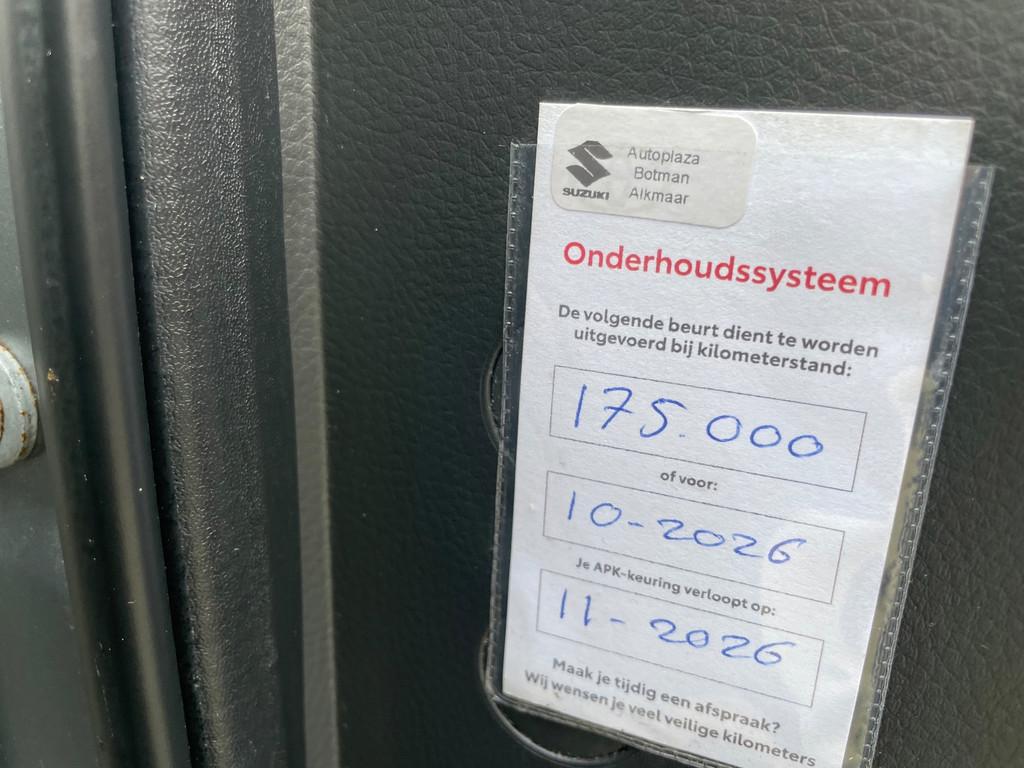 SUZUKI
Autoplaza
Botman
Alkmaar
Onderhoudssysteem
De volgende beurt dient te worden
uitgevoerd bij kilometerstand:
175.000
of voor:
10-2026
Je APK-keuring verloopt op:
11-2026
Maak je tijdig een afspraak?
Wij wensen je veel veilige kilometers